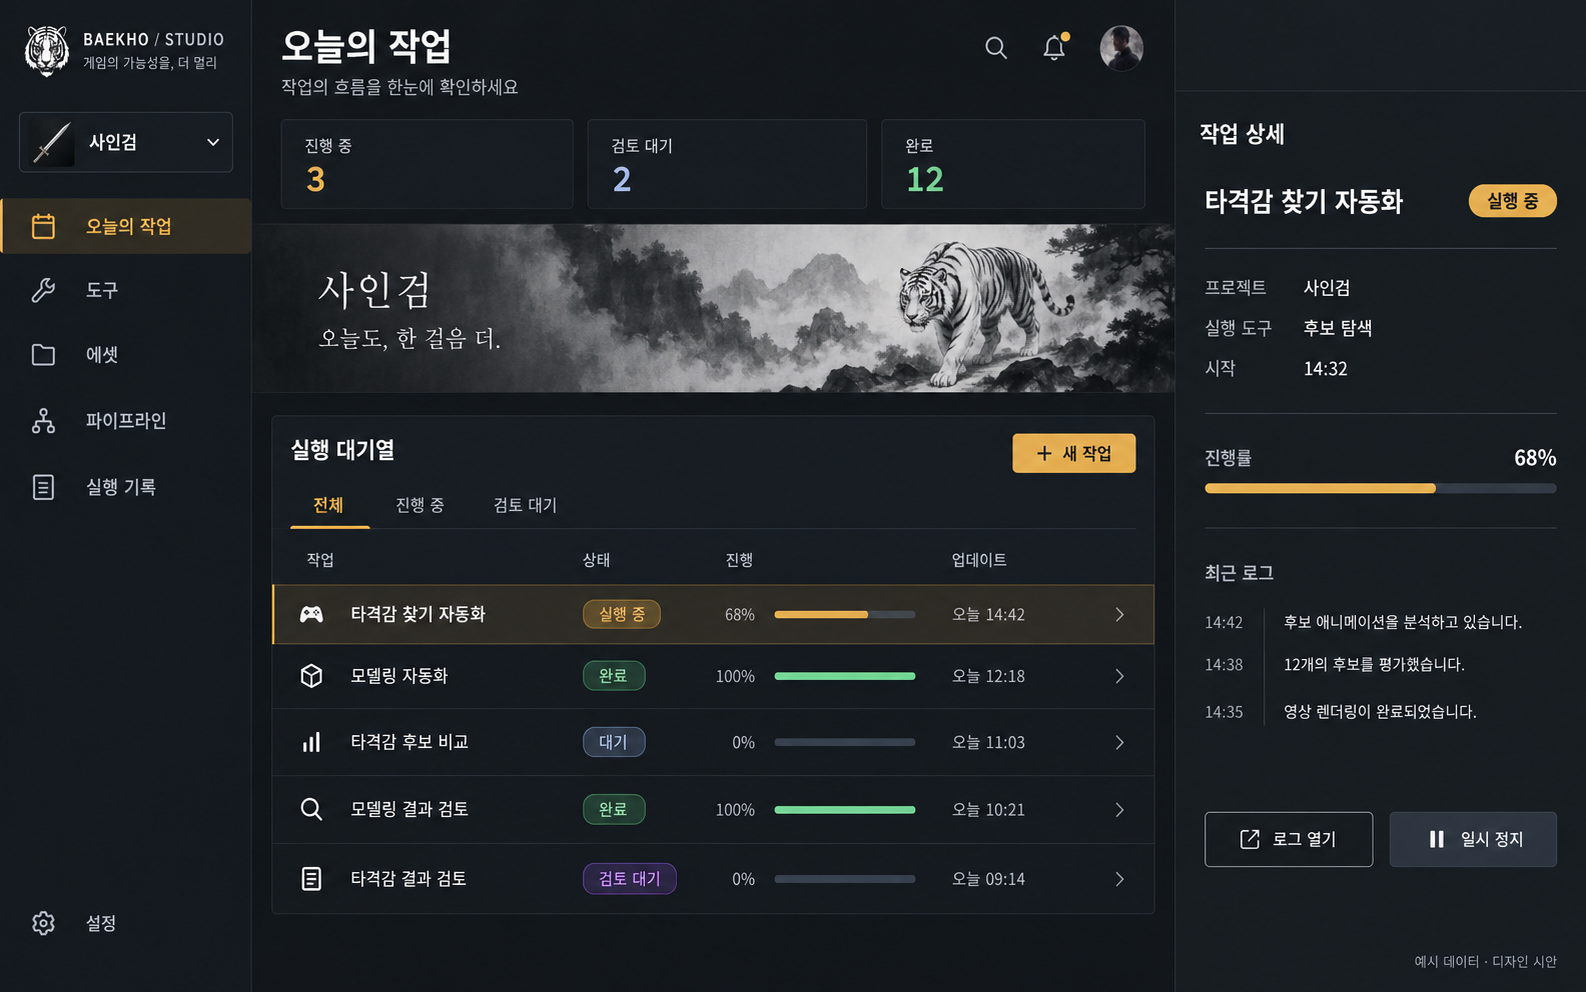 BAEKHO / STUDIO
게임의 가능성을, 더 멀리
사인검
오늘의 작업
도구
에셋
파이프라인
실행 기록
설정
오늘의 작업
작업의 흐름을 한눈에 확인하세요
진행 중
3
검토 대기
2
완료
12
사인검
오늘도, 한 걸음 더.
실행 대기열
+ 새 작업
전체 진행 중 검토 대기
작업 상태 진행 업데이트
타격감 찾기 자동화 실행 중 68% 오늘 14:42
모델링 자동화 완료 100% 오늘 12:18
타격감 후보 비교 대기 0% 오늘 11:03
모델링 결과 검토 완료 100% 오늘 10:21
타격감 결과 검토 검토 대기 0% 오늘 09:14
작업 상세
타격감 찾기 자동화 실행 중
프로젝트 사인검
실행 도구 후보 탐색
시작 14:32
진행률 68%
최근 로그
14:42 후보 애니메이션을 분석하고 있습니다.
14:38 12개의 후보를 평가했습니다.
14:35 영상 렌더링이 완료되었습니다.
로그 열기 일시 정지
예시 데이터 · 디자인 시안